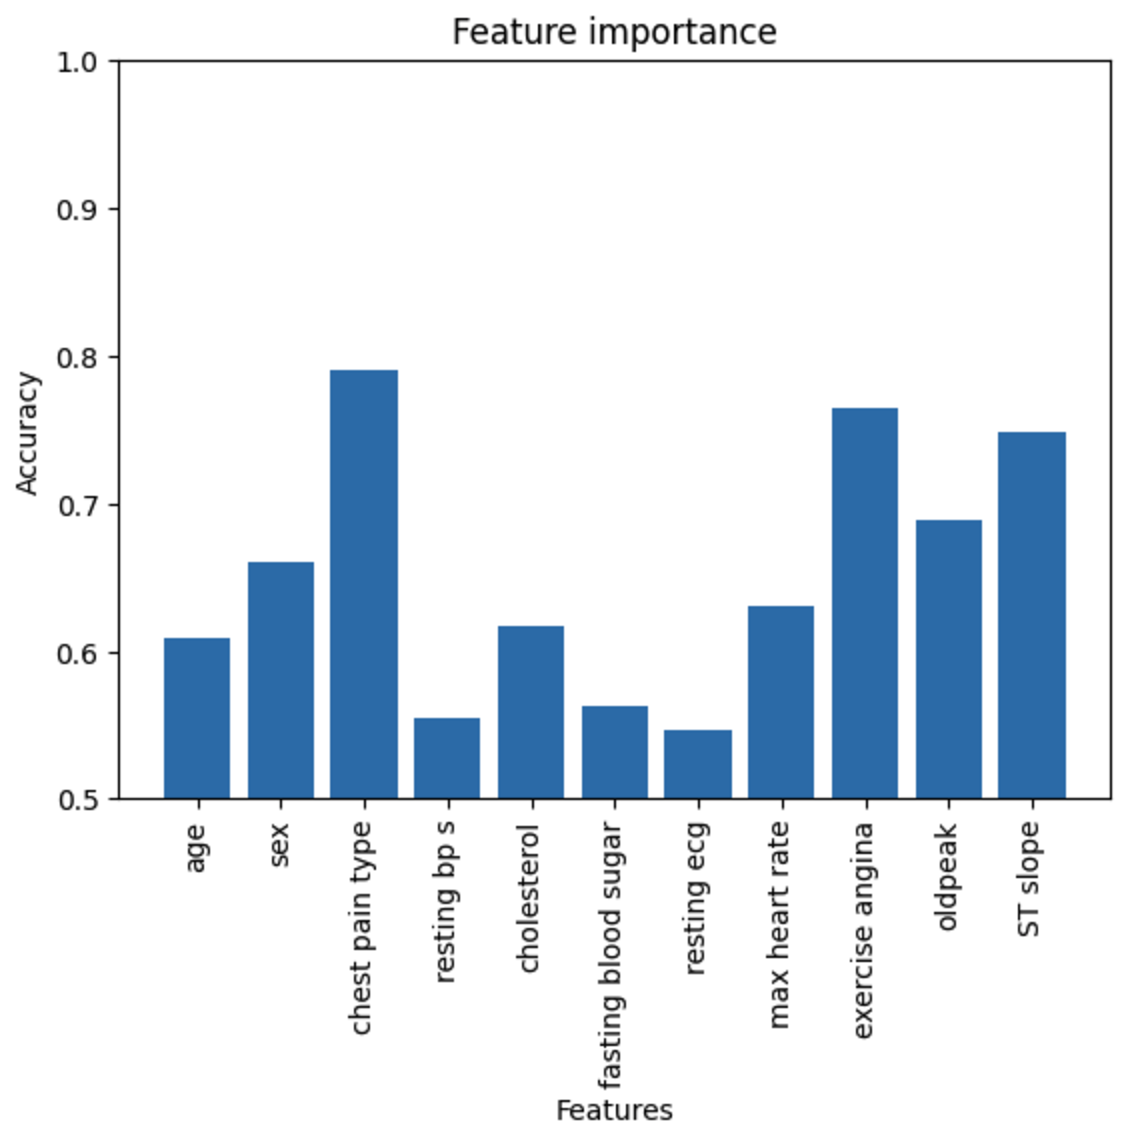 Feature importance
1.0
0.9
0.8
0.7
0.6
0.5
Accuracy
age
sex
chest pain type
resting bp s
cholesterol
fasting blood sugar
resting ecg
max heart rate
exercise angina
oldpeak
ST slope
Features